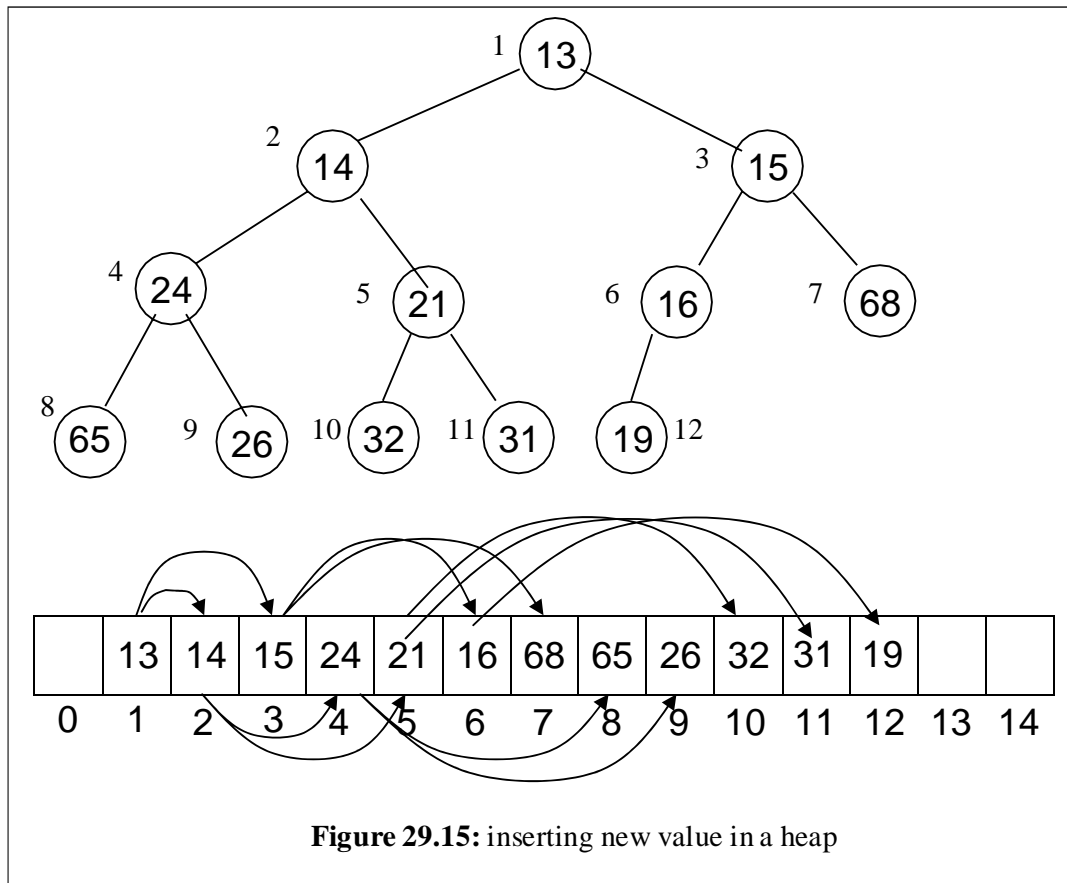 1 13
2 14 3 15
4 24 5 21 6 16 7 68
8 65 9 26 10 32 11 31 19 12
13 14 15 24 21 16 68 65 26 32 31 19
0 1 2 3 4 5 6 7 8 9 10 11 12 13 14
Figure 29.15: inserting new value in a heap